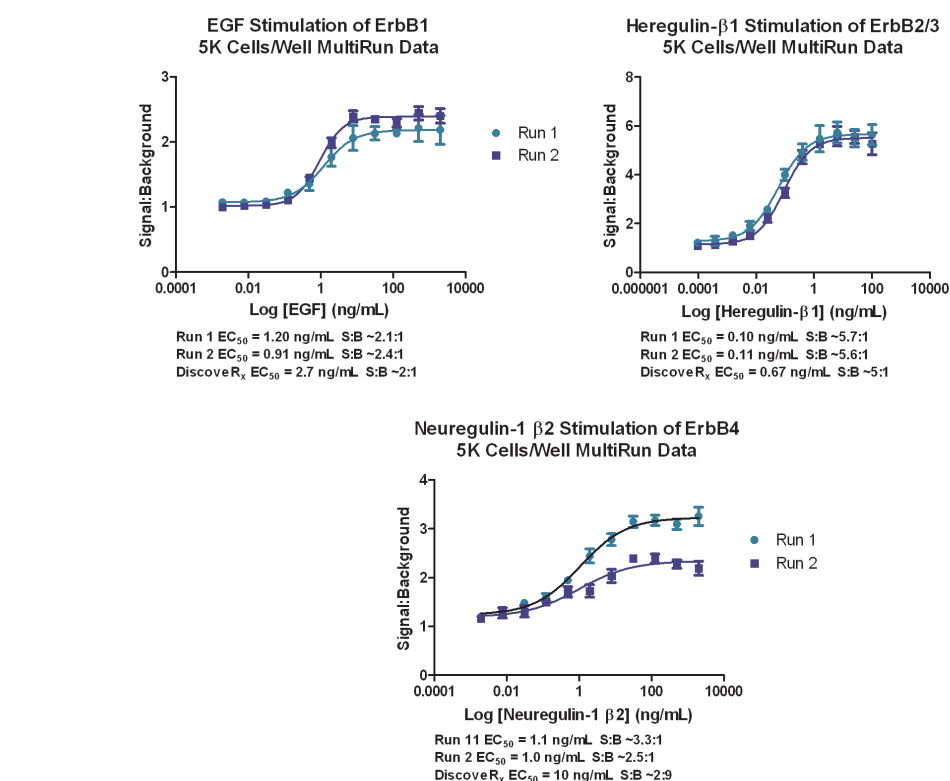 EGF Stimulation of ErbB1
5K Cells/Well MultiRun Data
3
2
1
0
Signal:Background
0.0001
0.01
1
100
10000
Log [EGF] (ng/mL)
Run 1
Run 2
Run 1 EC50 = 1.20 ng/mL S:B ~2.1:1
Run 2 EC50 = 0.91 ng/mL S:B ~2.4:1
DiscoveRx EC50 = 2.7 ng/mL S:B ~2:1
Heregulin-β1 Stimulation of ErbB2/3
5K Cells/Well MultiRun Data
8
6
4
2
0
Signal:Background
0.000001
0.0001
0.01
1
100
10000
Log [Heregulin-β1] (ng/mL)
Run 1 EC50 = 0.10 ng/mL S:B ~5.7:1
Run 2 EC50 = 0.11 ng/mL S:B ~5.6:1
DiscoveRx EC50 = 0.67 ng/mL S:B ~5:1
Neuregulin-1 β2 Stimulation of ErbB4
5K Cells/Well MultiRun Data
4
3
2
1
0
Signal:Background
0.0001
0.01
1
100
10000
Log [Neuregulin-1 β2] (ng/mL)
Run 1
Run 2
Run 11 EC50 = 1.1 ng/mL S:B ~3.3:1
Run 2 EC50 = 1.0 ng/mL S:B ~2.5:1
DiscoveRx EC50 = 10 ng/mL S:B ~2:9